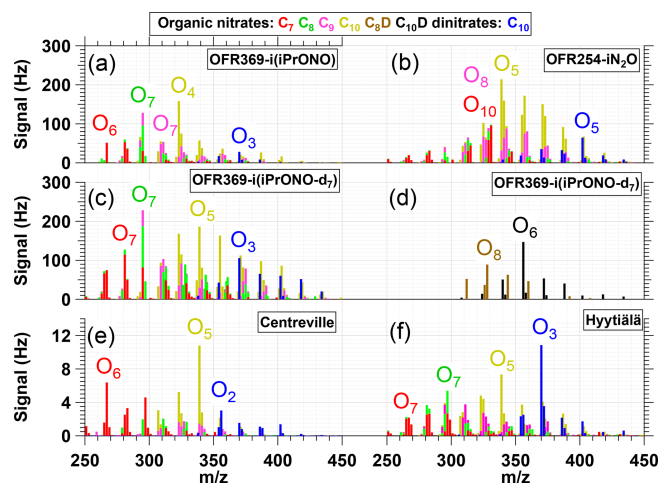 Organic nitrates: C7 C8 C9 C10 C8D C10D dinitrates: C10
(a) OFR369-i(iPrONO)
O6 O7 O7 O4 O3
(b) OFR254-iN2O
O8 O10 O5 O5
Signal (Hz)
300
200
100
0
(c) OFR369-i(iPrONO-d7)
O7 O7 O5 O3
(d) OFR369-i(iPrONO-d7)
O8 O6
Signal (Hz)
300
200
100
0
(e) Centreville
O6 O5 O2
(f) Hyytiälä
O7 O7 O5 O3
Signal (Hz)
12
8
4
0
250 300 350 400 450
250 300 350 400 450
m/z m/z